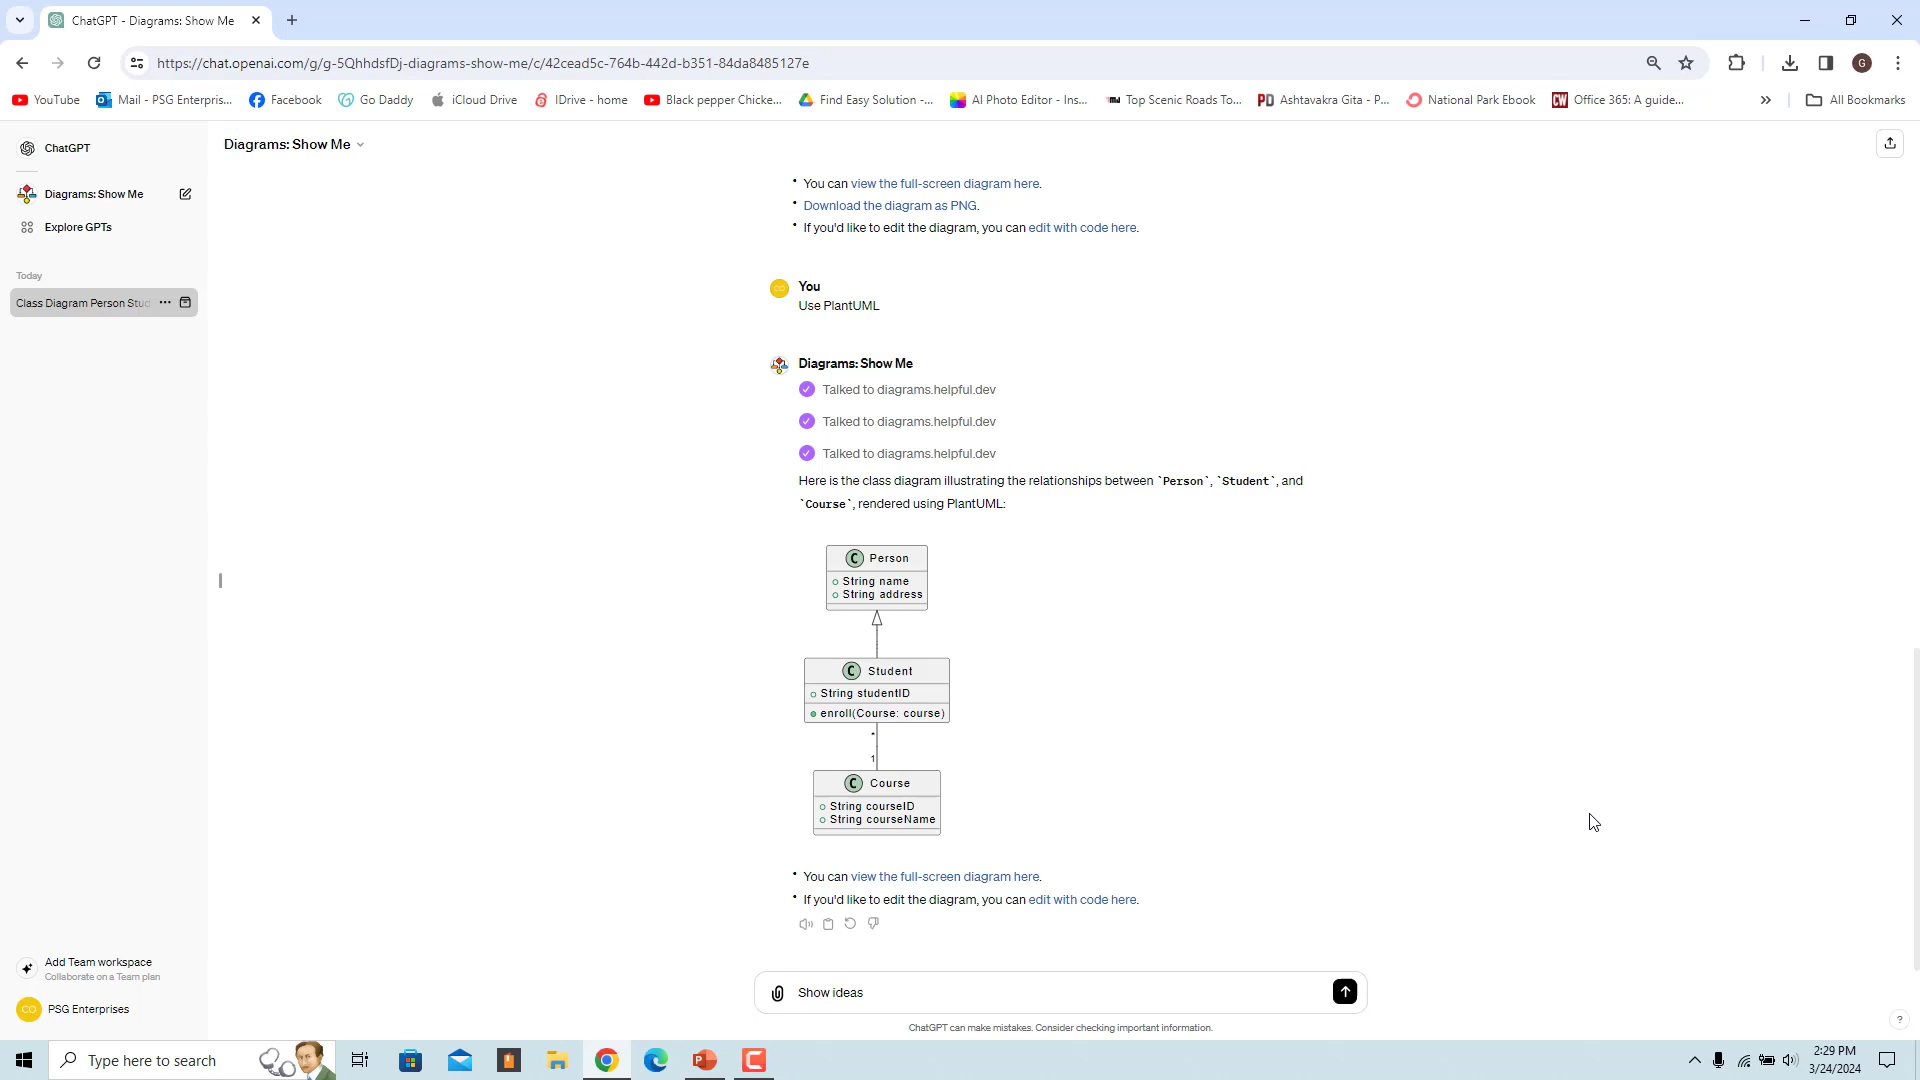 ChatGPT - Diagrams: Show Me
https://chat.openai.com/g/g-5QhhdsfDj-diagrams-show-me/c/42cead5c-764b-442d-b351-84da8485127e
G
YouTube
Mail - PSG Enterpris...
Facebook
Go Daddy
iCloud Drive
IDrive - home
Black pepper Chicke...
Find Easy Solution -...
AI Photo Editor - Ins...
Top Scenic Roads To...
PD Ashtavakra Gita - P...
National Park Ebook
CW Office 365: A guide...
All Bookmarks
ChatGPT
Diagrams: Show Me
Explore GPTs
Today
Class Diagram Person Stud
Add Team workspace
Collaborate on a Team plan
CO PSG Enterprises
Diagrams: Show Me
• You can view the full-screen diagram here.
• Download the diagram as PNG.
• If you'd like to edit the diagram, you can edit with code here.
CO You
Use PlantUML
Diagrams: Show Me
Talked to diagrams.helpful.dev
Talked to diagrams.helpful.dev
Talked to diagrams.helpful.dev
Here is the class diagram illustrating the relationships between `Person`, `Student`, and
`Course`, rendered using PlantUML:
C Person
String name
String address
C Student
String studentID
enroll(Course: course)
*
1
C Course
String courseID
String courseName
• You can view the full-screen diagram here.
• If you'd like to edit the diagram, you can edit with code here.
Show ideas
ChatGPT can make mistakes. Consider checking important information.
?
Type here to search
2:29 PM
3/24/2024